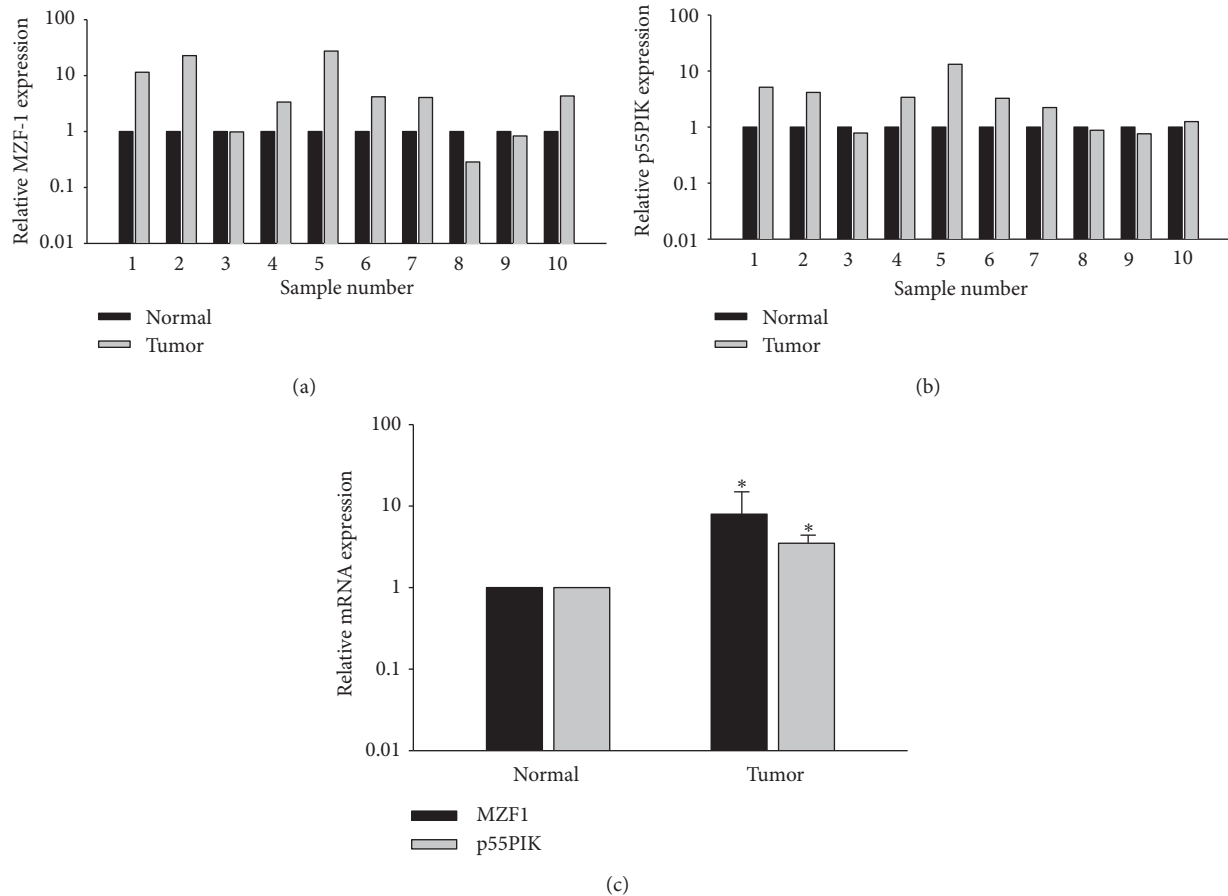 Relative MZF-1 expression
100
10
1
0.1
0.01
1 2 3 4 5 6 7 8 9 10
Sample number
Normal
Tumor
(a)
Relative p55PIK expression
100
10
1
0.1
0.01
1 2 3 4 5 6 7 8 9 10
Sample number
Normal
Tumor
(b)
Relative mRNA expression
100
10
1
0.1
0.01
* *
Normal Tumor
MZF1
p55PIK
(c)